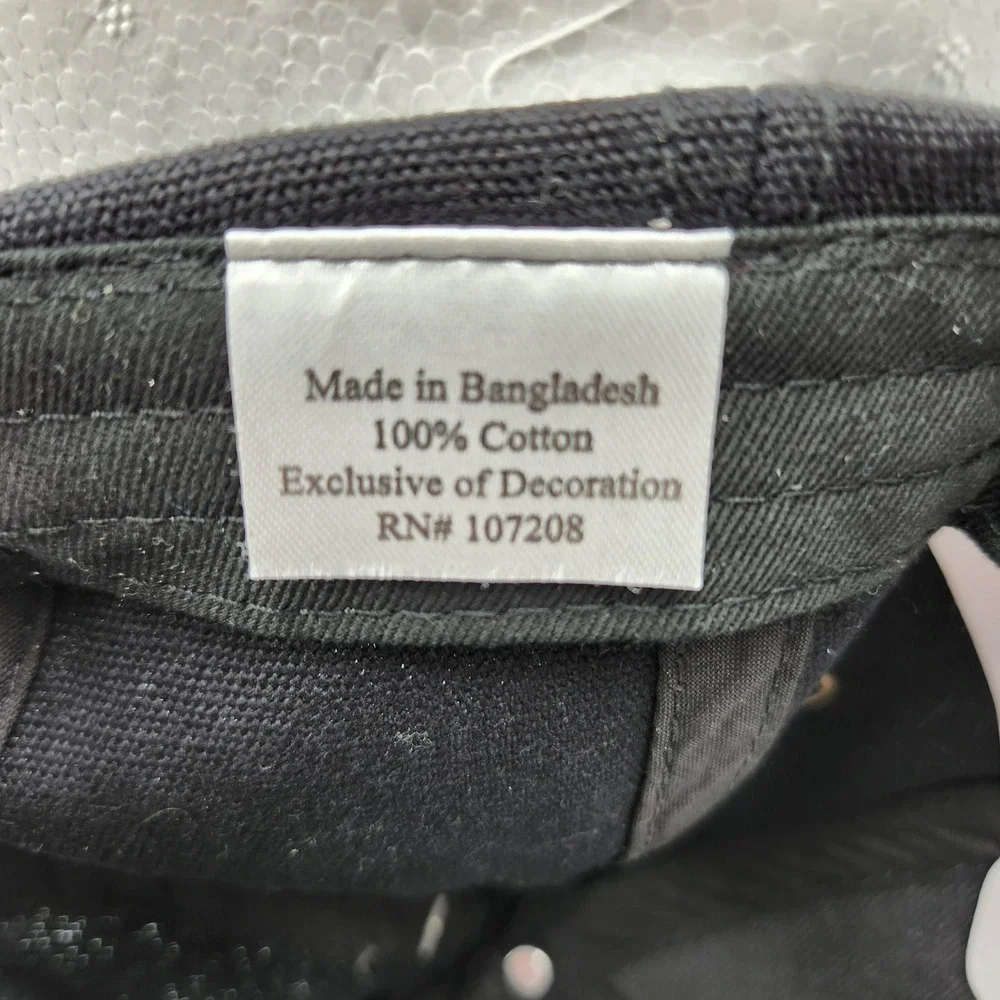 Made in Bangladesh
100% Cotton
Exclusive of Decoration
RN# 107208